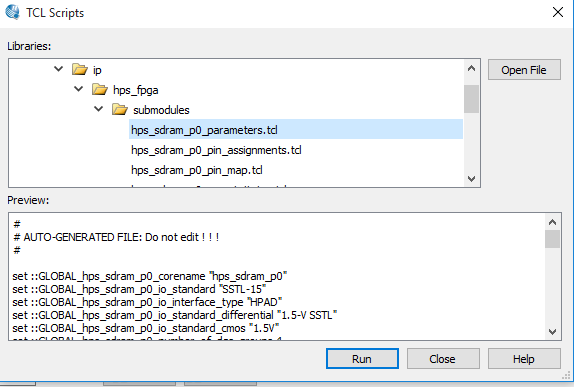 TCL Scripts
Libraries:
ip
hps_fpga
submodules
hps_sdram_p0_parameters.tcl
hps_sdram_p0_pin_assignments.tcl
hps_sdram_p0_pin_map.tcl
Open File
Preview:
#
# AUTO-GENERATED FILE: Do not edit ! ! !
#
set ::GLOBAL_hps_sdram_p0_corename "hps_sdram_p0"
set ::GLOBAL_hps_sdram_p0_io_standard "SSTL-15"
set ::GLOBAL_hps_sdram_p0_io_interface_type "HPAD"
set ::GLOBAL_hps_sdram_p0_io_standard_differential "1.5-V SSTL"
set ::GLOBAL_hps_sdram_p0_io_standard_cmos "1.5V"
set ::GLOBAL_hps_sdram_p0_number_of_dqs_groups
Run
Close
Help